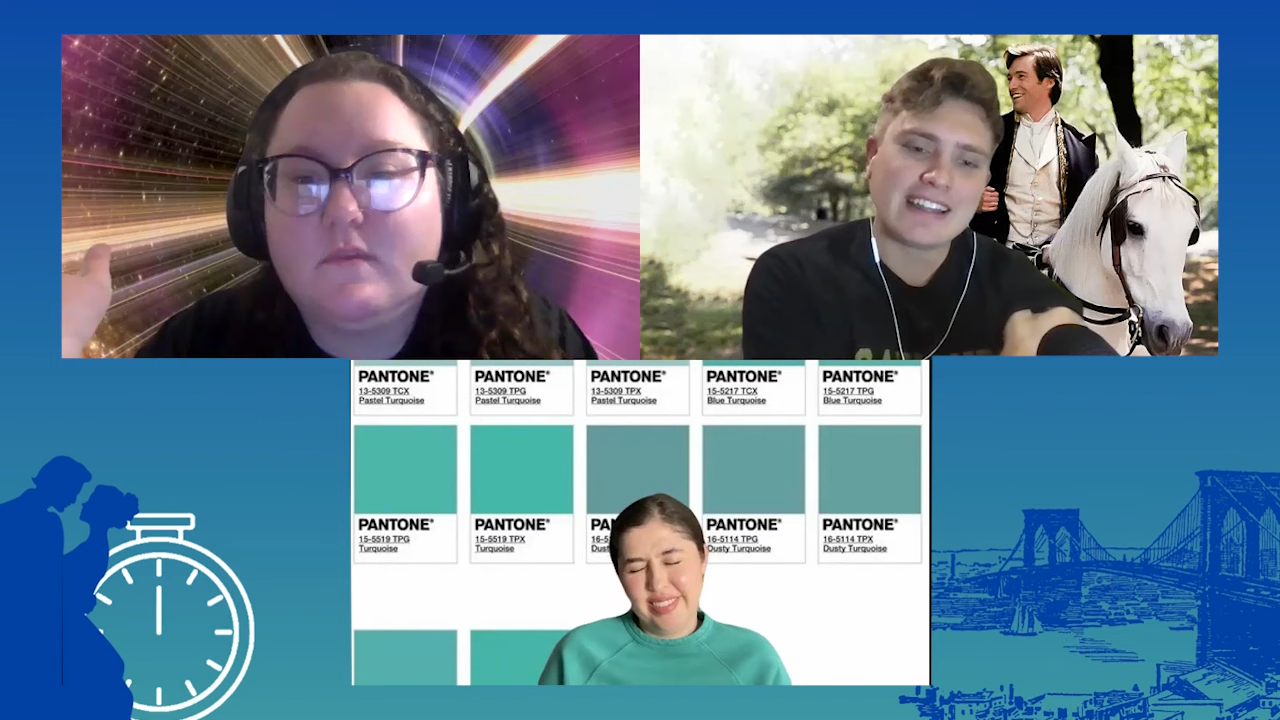 PANTONE®
13-5309 TCX
Pastel Turquoise
PANTONE®
13-5309 TPG
Pastel Turquoise
PANTONE®
13-5309 TPX
Pastel Turquoise
PANTONE®
15-5217 TCX
Blue Turquoise
PANTONE®
15-5217 TPG
Blue Turquoise
PANTONE®
15-5519 TPG
Turquoise
PANTONE®
15-5519 TPX
Turquoise
PANTONE®
16-5114 TPG
Dusty Turquoise
PANTONE®
16-5114 TPX
Dusty Turquoise